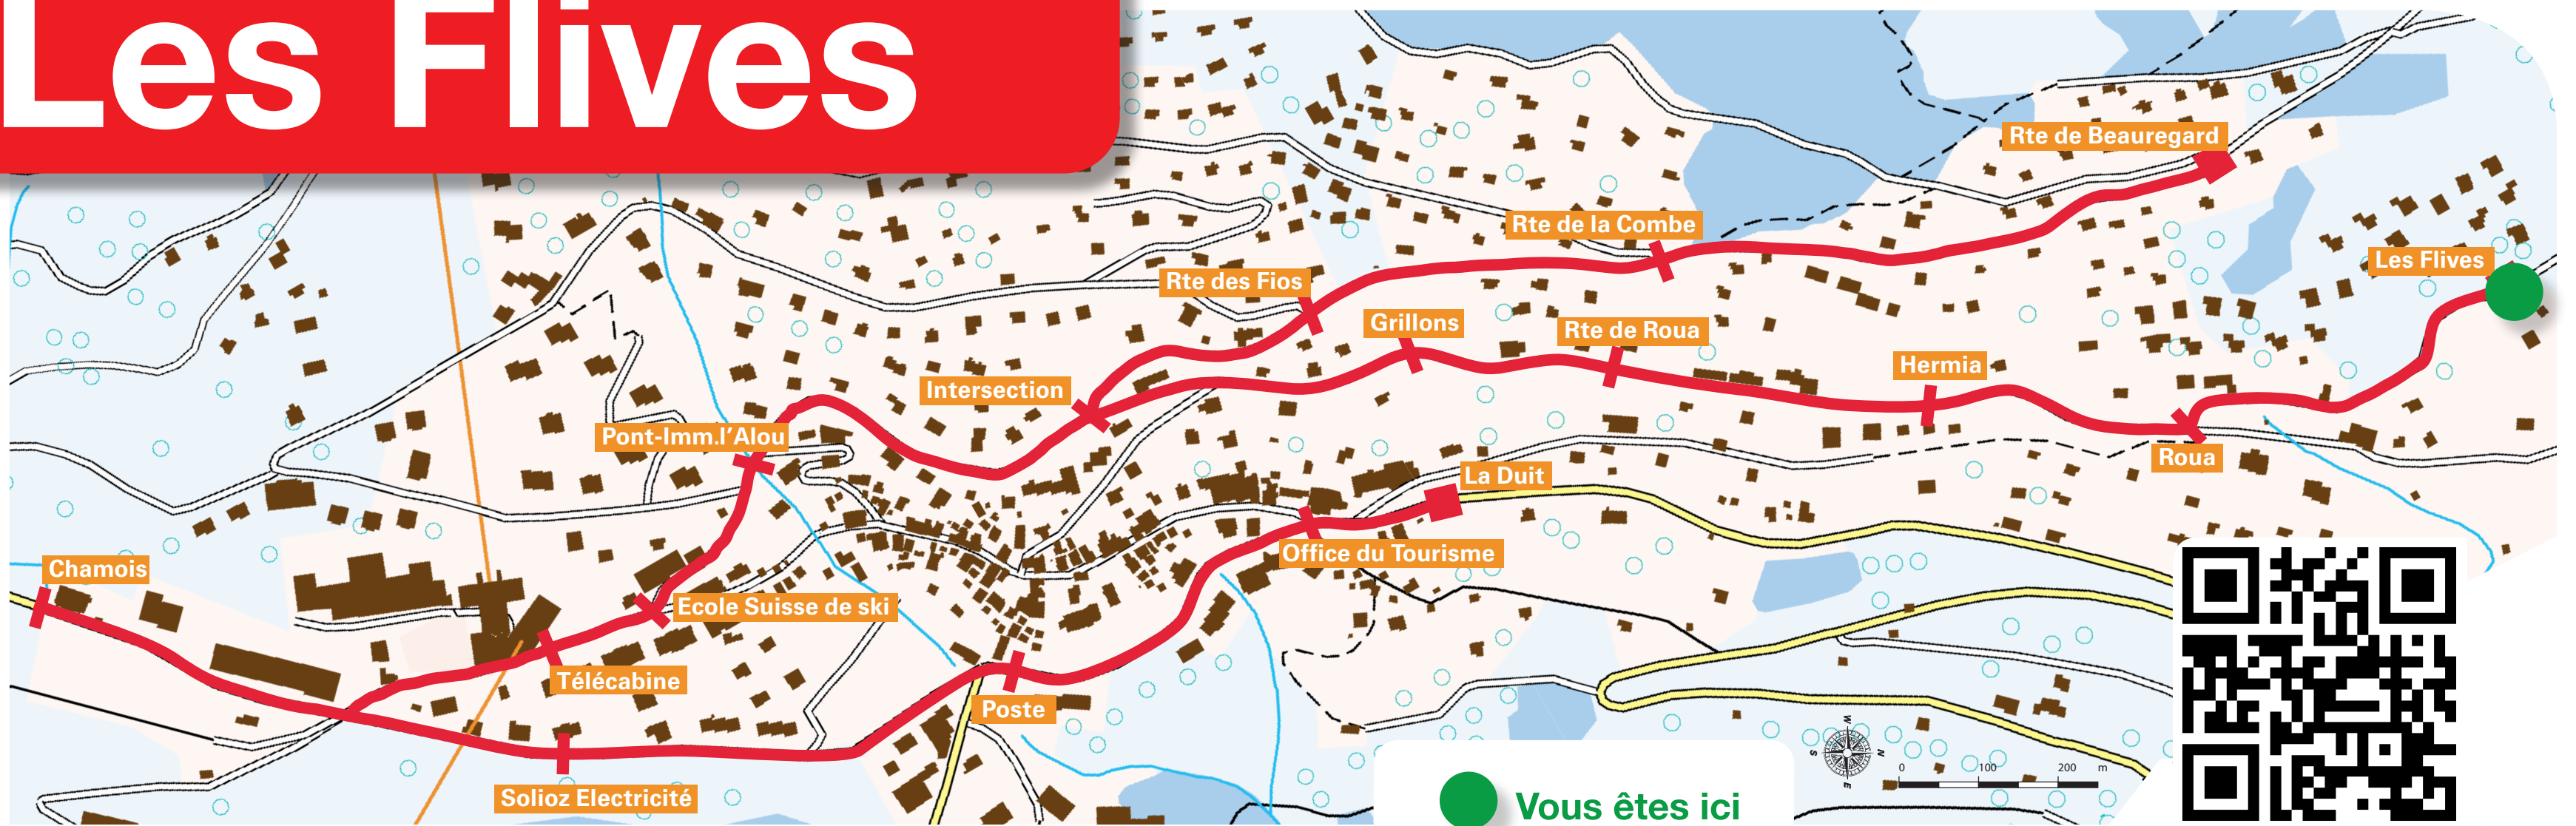 Les Flives
Rte de Beauregard
Rte de la Combe
Les Flives
Rte des Fios
Grillons
Rte de Roua
Hermia
Intersection
Pont-Imm.l'Alou
Roua
La Duit
Office du Tourisme
Chamois
Ecole Suisse de ski
Télécabine
Poste
Solioz Electricité
W
N
S
E
0 100 200 m
Vous êtes ici